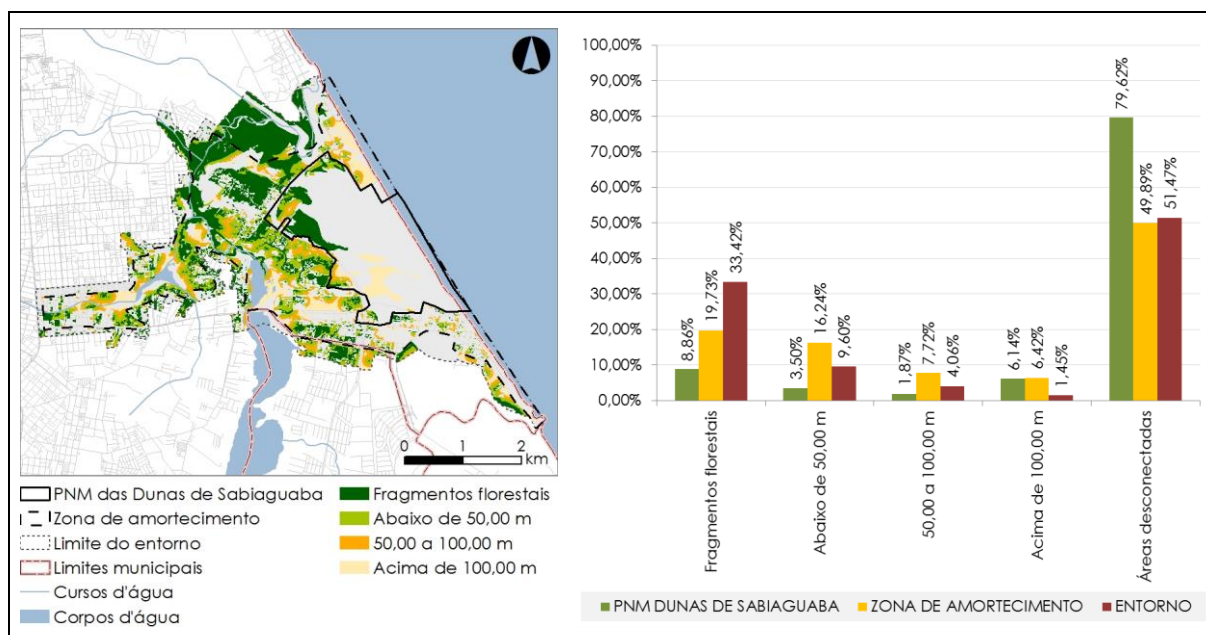 0 1 2
km
PNM das Dunas de Sabiaguaba
Zona de amortecimento
Limite do entorno
Limites municipais
Cursos d'água
Corpos d'água
Fragmentos florestais
Abaixo de 50,00 m
50,00 a 100,00 m
Acima de 100,00 m
100,00%
90,00%
80,00%
70,00%
60,00%
50,00%
40,00%
30,00%
20,00%
10,00%
0,00%
8,86%
19,73%
33,42%
3,50%
16,24%
9,60%
1,87%
7,72%
4,06%
6,14%
6,42%
1,45%
79,62%
49,89%
51,47%
Fragmentos florestais
Abaixo de 50,00 m
50,00 a 100,00 m
Acima de 100,00 m
Áreas desconectadas
PNM DUNAS DE SABIAGUABA ZONA DE AMORTECIMENTO ENTORNO